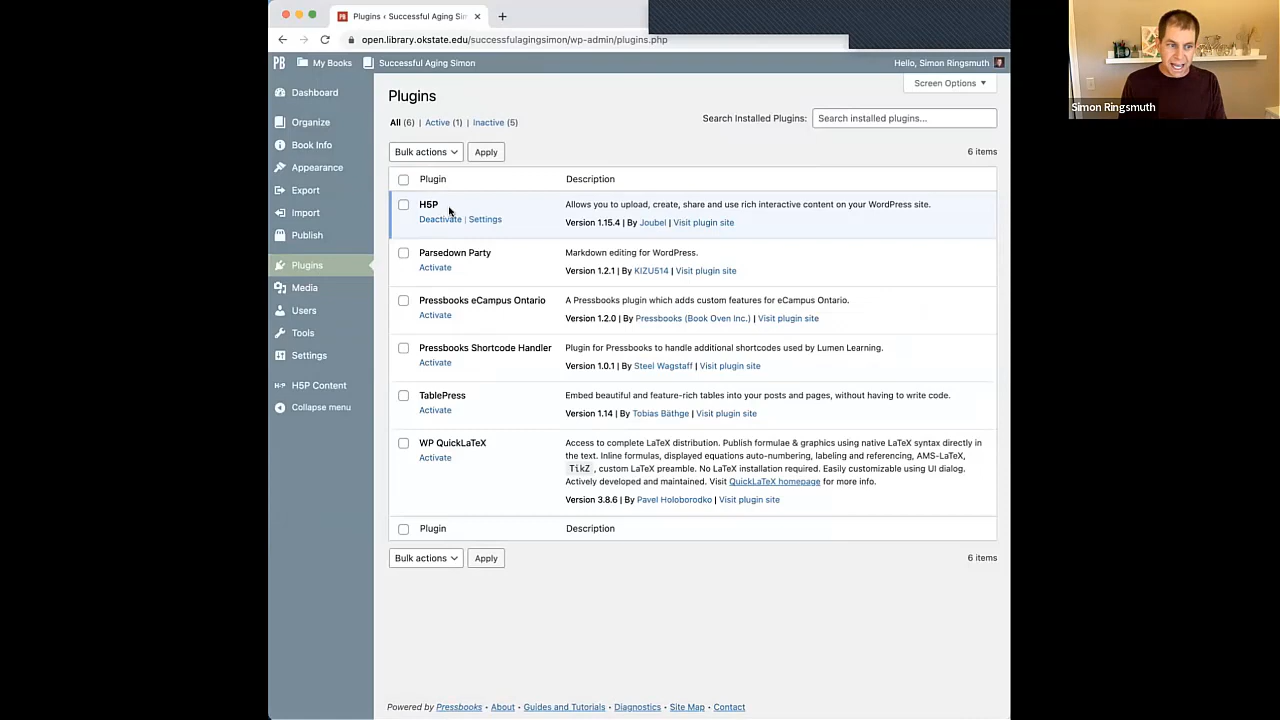 Plugins ‹ Successful Aging Sim
open.library.okstate.edu/successfulagingsimon/wp-admin/plugins.php
PB My Books Successful Aging Simon Hello, Simon Ringsmuth
Simon Ringsmuth
Screen Options
Dashboard
Organize
Book Info
Appearance
Export
Import
Publish
Plugins
Media
Users
Tools
Settings
H5P Content
Collapse menu
Plugins
All (6) | Active (1) | Inactive (5)
Search Installed Plugins: Search installed plugins...
Bulk actions Apply 6 items
Plugin Description
H5P Allows you to upload, create, share and use rich interactive content on your WordPress site.
Deactivate | Settings Version 1.15.4 | By Joubel | Visit plugin site
Parsedown Party Markdown editing for WordPress.
Activate Version 1.2.1 | By KIZU514 | Visit plugin site
Pressbooks eCampus Ontario A Pressbooks plugin which adds custom features for eCampus Ontario.
Activate Version 1.2.0 | By Pressbooks (Book Oven Inc.) | Visit plugin site
Pressbooks Shortcode Handler Plugin for Pressbooks to handle additional shortcodes used by Lumen Learning.
Activate Version 1.0.1 | By Steel Wagstaff | Visit plugin site
TablePress Embed beautiful and feature-rich tables into your posts and pages, without having to write code.
Activate Version 1.14 | By Tobias Bäthge | Visit plugin site
WP QuickLaTeX Access to complete LaTeX distribution. Publish formulae & graphics using native LaTeX syntax directly in
Activate the text. Inline formulas, displayed equations auto-numbering, labeling and referencing, AMS-LaTeX,
TikZ , custom LaTeX preamble. No LaTeX installation required. Easily customizable using UI dialog.
Actively developed and maintained. Visit QuickLaTeX homepage for more info.
Version 3.8.6 | By Pavel Holoborodko | Visit plugin site
Plugin Description
Bulk actions Apply 6 items
Powered by Pressbooks • About • Guides and Tutorials • Diagnostics • Site Map • Contact